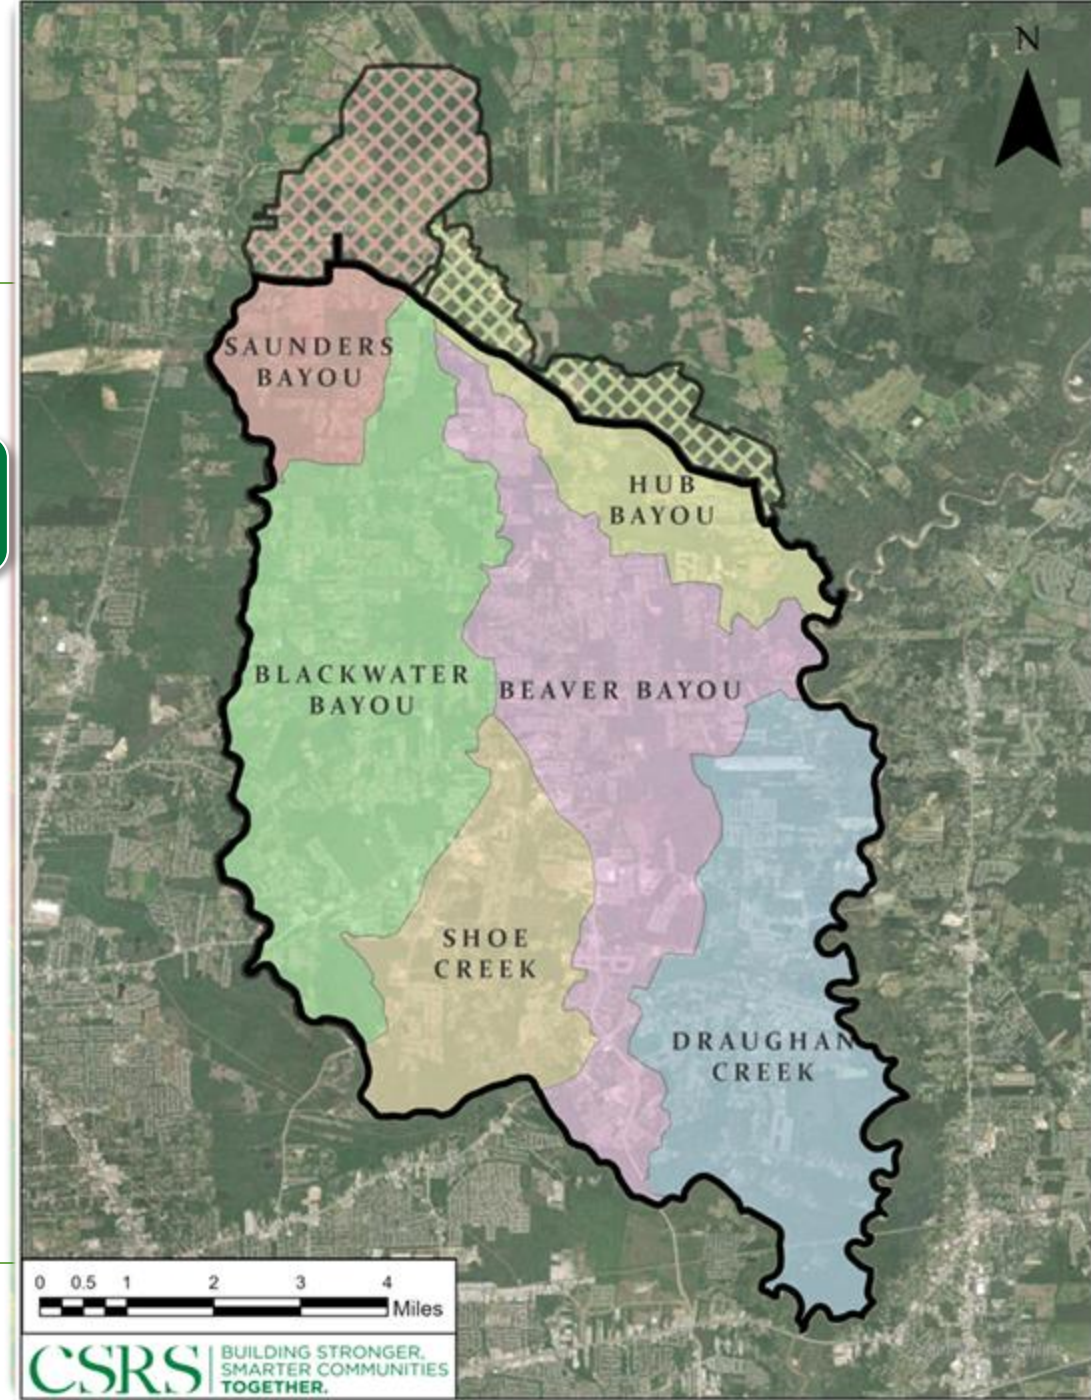 N
SAUNDERS
BAYOU
HUB
BAYOU
BLACKWATER
BAYOU
BEAVER BAYOU
SHOE
CREEK
DRAUGHAN
CREEK
0 0.5 1 2 3 4
Miles
CSRS
BUILDING STRONGER,
SMARTER COMMUNITIES
TOGETHER.